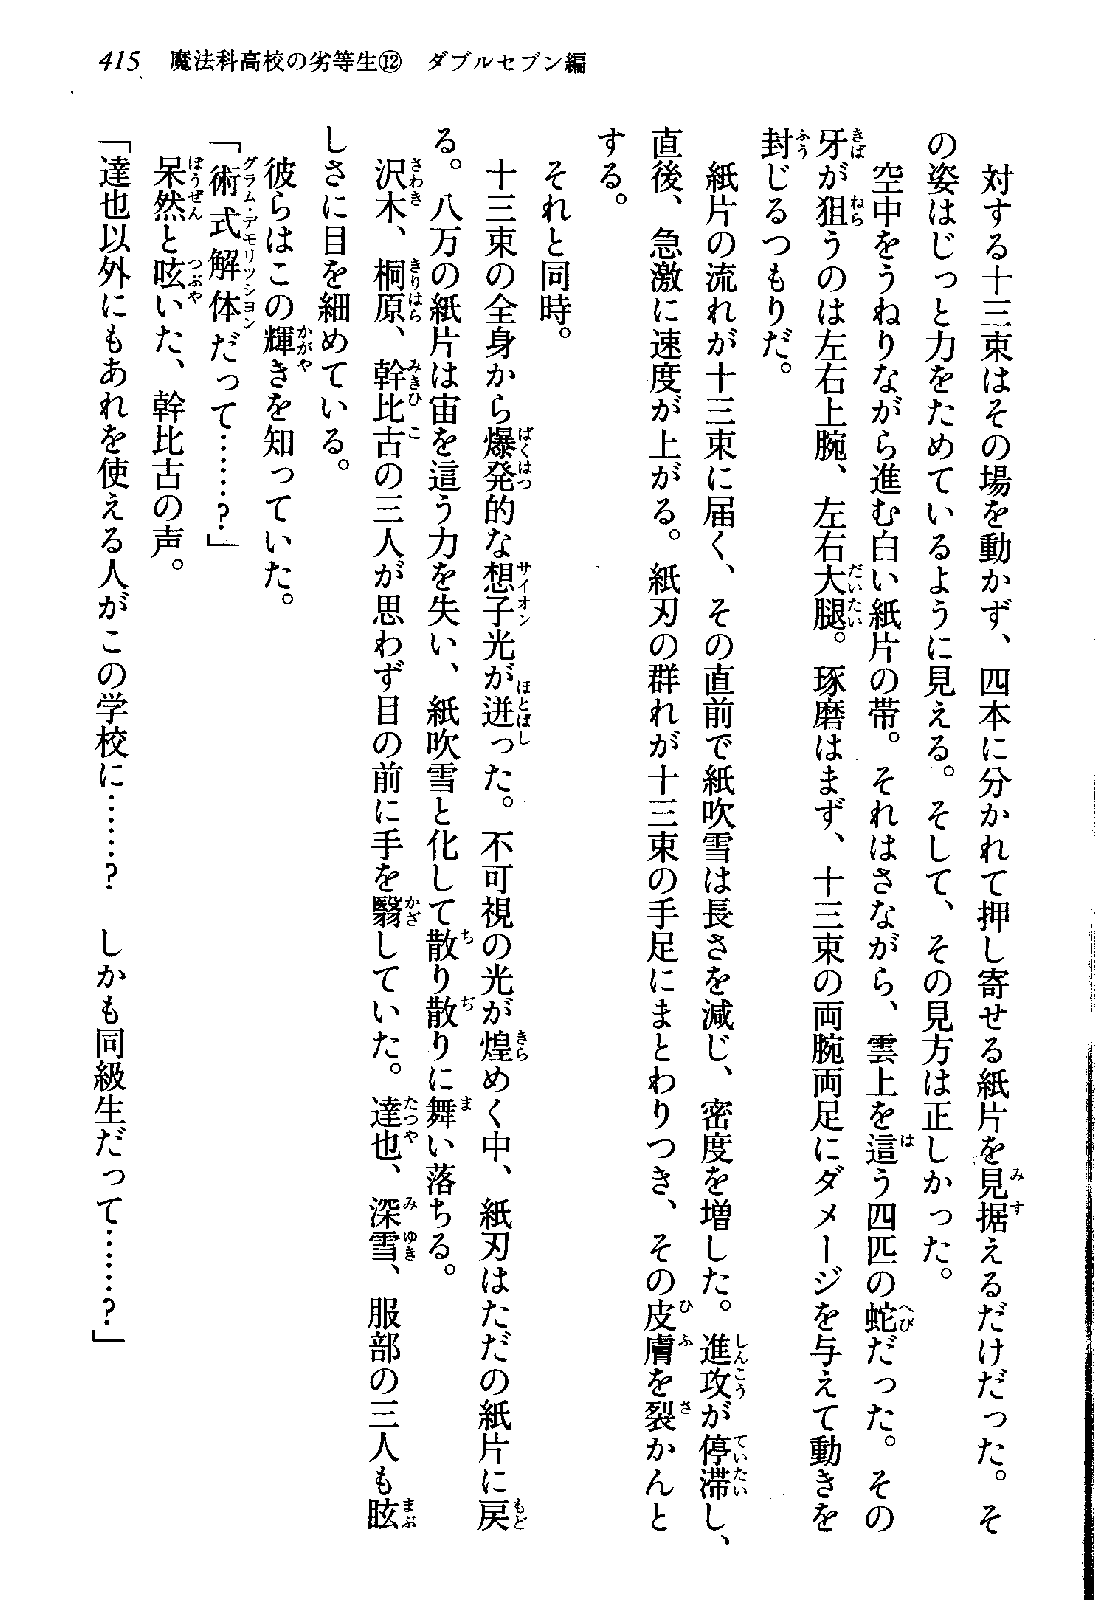 415　魔法科高校の劣等生⑫　ダブルセブン編
　対する十三束はその場を動かず、四本に分かれて押し寄せる紙片を見据えるだけだった。そ
の姿はじっと力をためているように見える。そして、その見方は正しかった。
　空中をうねりながら進む白い紙片の帯。それはさながら、雲上を這う四匹の蛇だった。その
牙が狙うのは左右上腕、左右大腿。琢磨はまず、十三束の両腕両足にダメージを与えて動きを
封じるつもりだ。
　紙片の流れが十三束に届く、その直前で紙吹雪は長さを減じ、密度を増した。進攻が停滞し、
直後、急激に速度が上がる。紙刃の群れが十三束の手足にまとわりつき、その皮膚を裂かんと
する。
　それと同時。
　十三束の全身から爆発的な想子光が迸った。不可視の光が煌めく中、紙刃はただの紙片に戻
る。八万の紙片は宙を這う力を失い、紙吹雪と化して散り散りに舞い落ちる。
　沢木、桐原、幹比古の三人が思わず目の前に手を翳していた。達也、深雪、服部の三人も眩
しさに目を細めている。
　彼らはこの輝きを知っていた。
「術式解体だって……？」
　呆然と呟いた、幹比古の声。
「達也以外にもあれを使える人がこの学校に……？　しかも同級生だって……？」